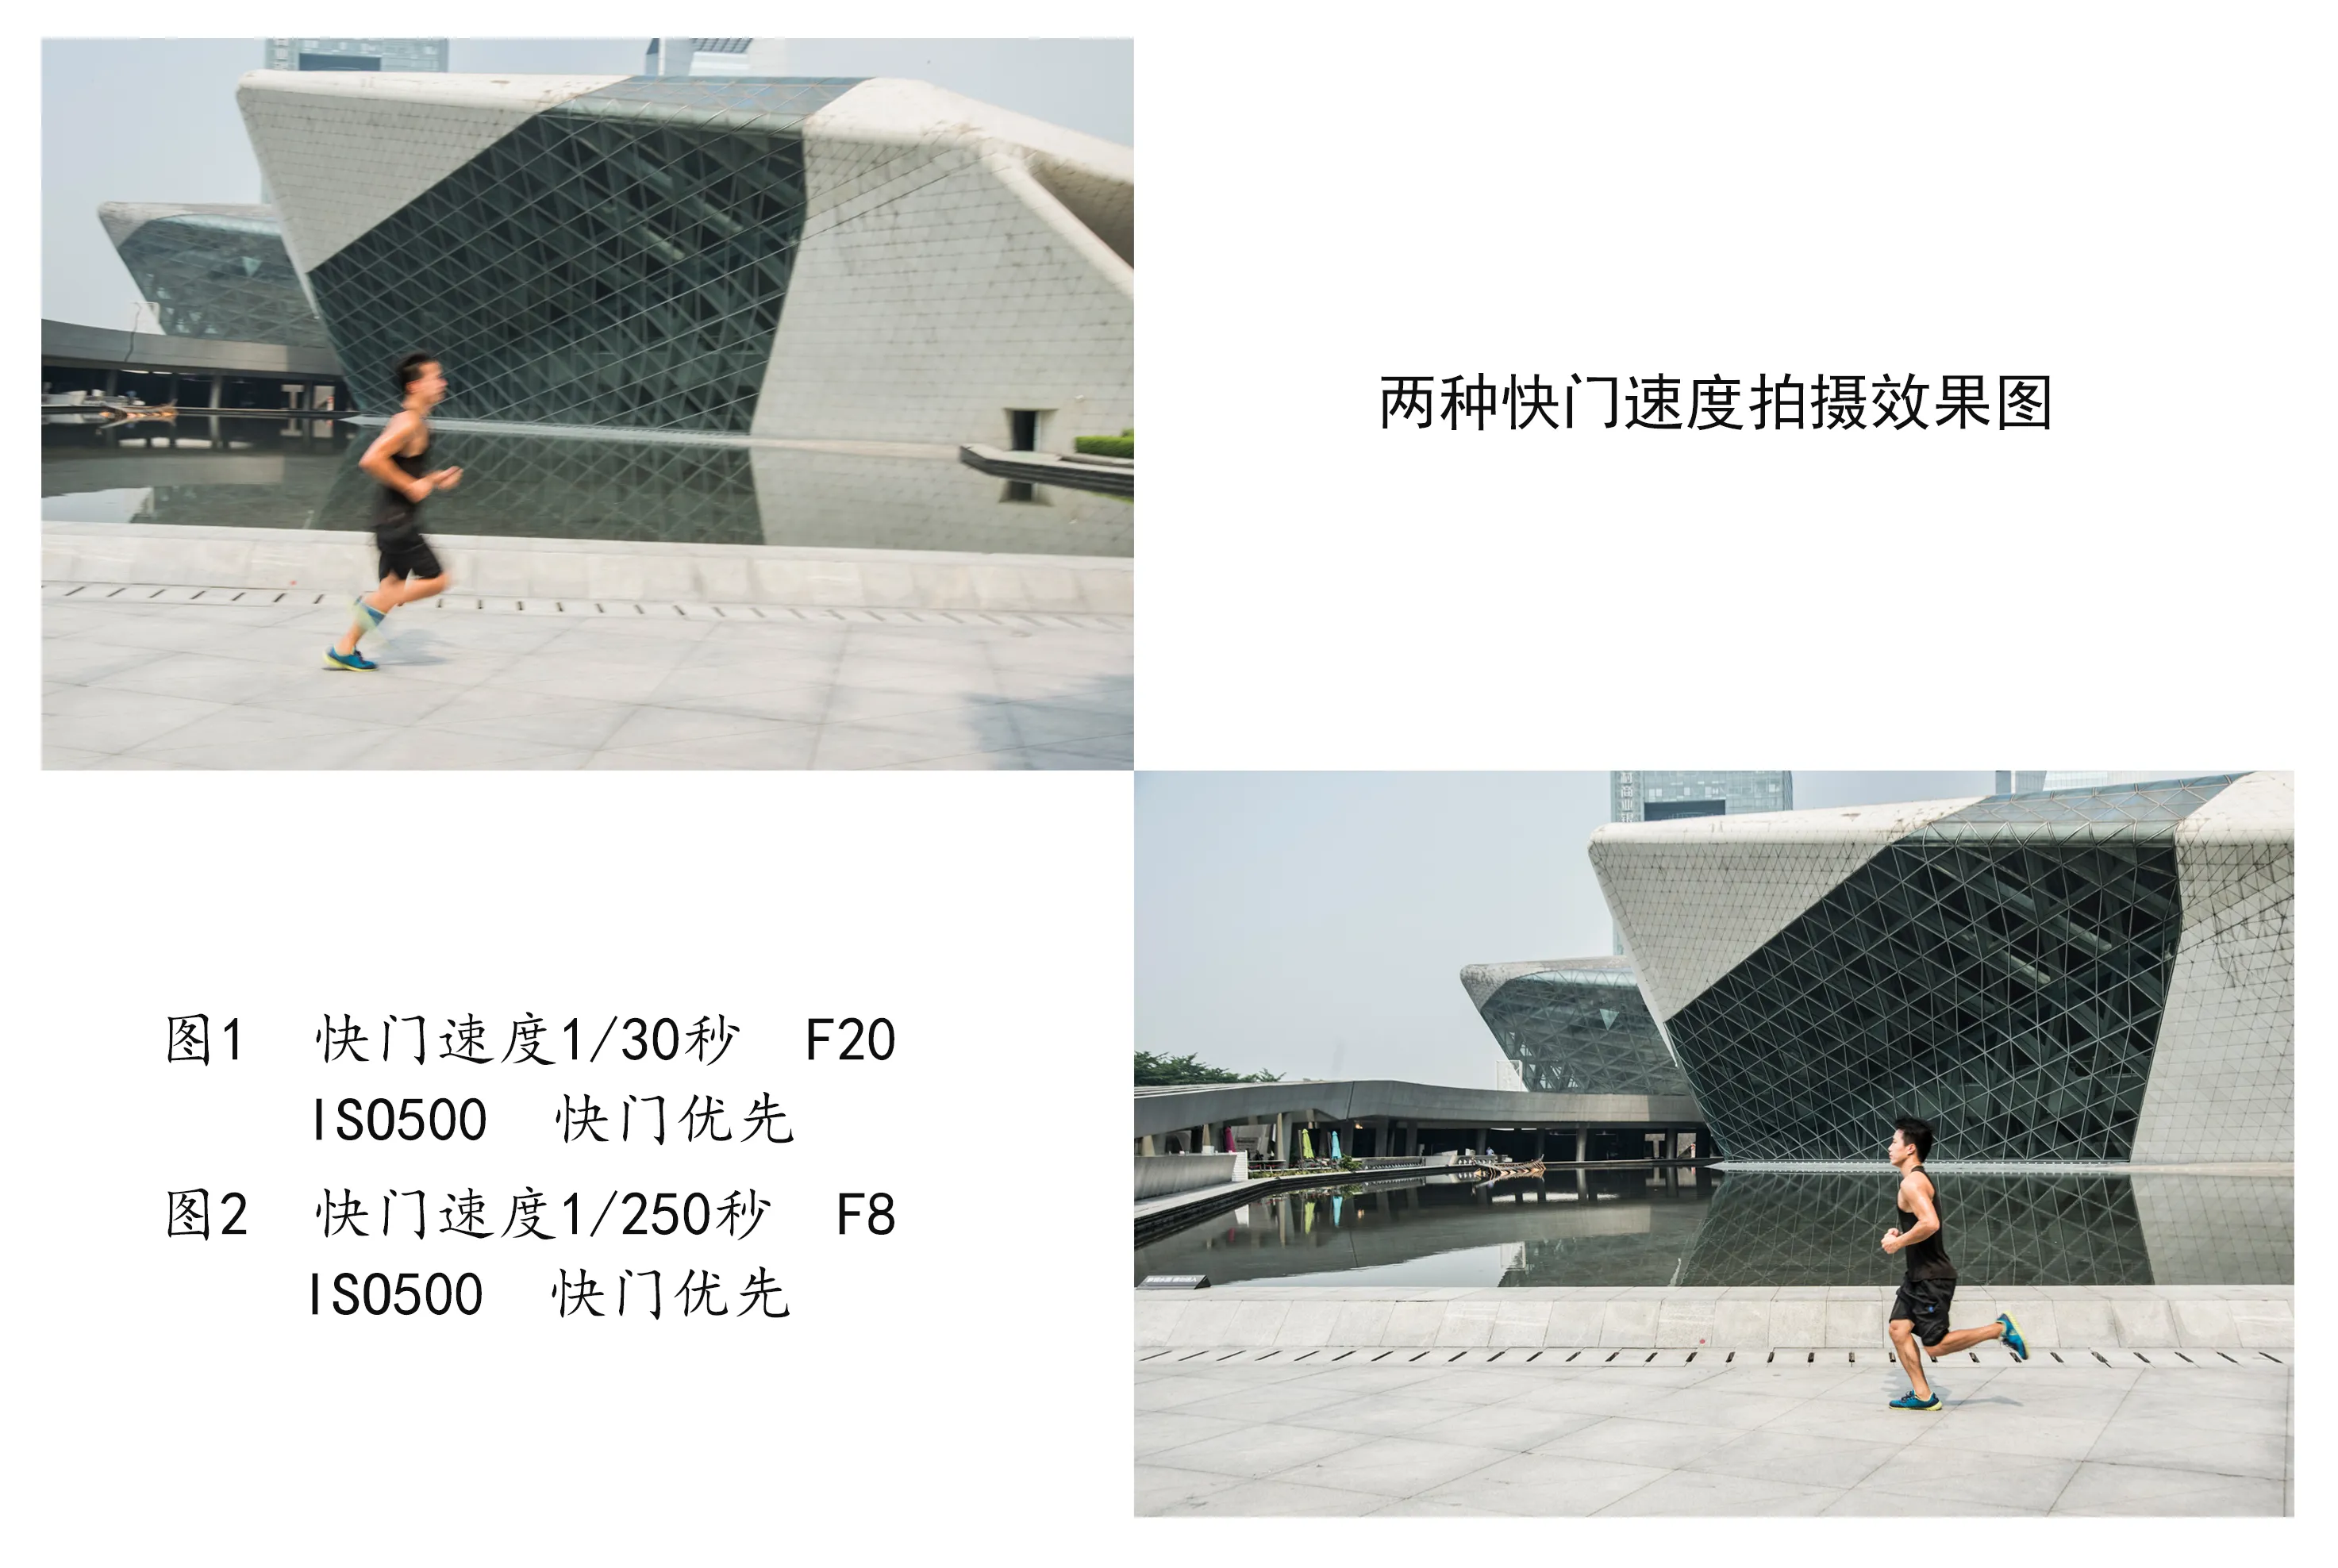 两种快门速度拍摄效果图
图1 快门速度1/30秒 F20
ISO500 快门优先
图2 快门速度1/250秒 F8
ISO500 快门优先